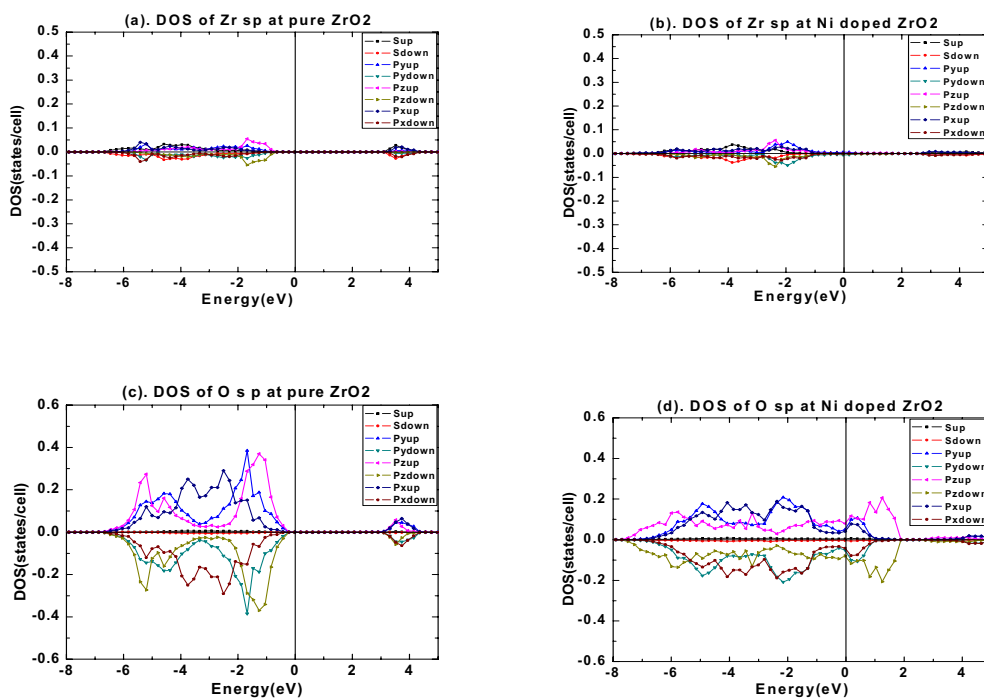 (a). DOS of Zr sp at pure ZrO2
0.5
0.4
0.3
0.2
0.1
0.0
-0.1
-0.2
-0.3
-0.4
-0.5
DOS(states/cell)
Sup
Sdown
Pyup
Pydown
Pzup
Pzdown
Pxup
Pxdown
-8 -6 -4 -2 0 2 4
Energy(eV)
(b). DOS of Zr sp at Ni doped ZrO2
0.5
0.4
0.3
0.2
0.1
0.0
-0.1
-0.2
-0.3
-0.4
-0.5
DOS(states/cell)
Sup
Sdown
Pyup
Pydown
Pzup
Pzdown
Pxup
Pxdown
-8 -6 -4 -2 0 2 4
Energy(eV)
(c). DOS of O s p at pure ZrO2
0.6
0.4
0.2
0.0
-0.2
-0.4
-0.6
DOS(states/cell)
Sup
Sdown
Pyup
Pydown
Pzup
Pzdown
Pxup
Pxdown
-8 -6 -4 -2 0 2 4
Energy(eV)
(d). DOS of O sp at Ni doped ZrO2
0.6
0.4
0.2
0.0
-0.2
-0.4
-0.6
DOS(states/cell)
Sup
Sdown
Pyup
Pydown
Pzup
Pzdown
Pxup
Pxdown
-8 -6 -4 -2 0 2 4
Energy(eV)